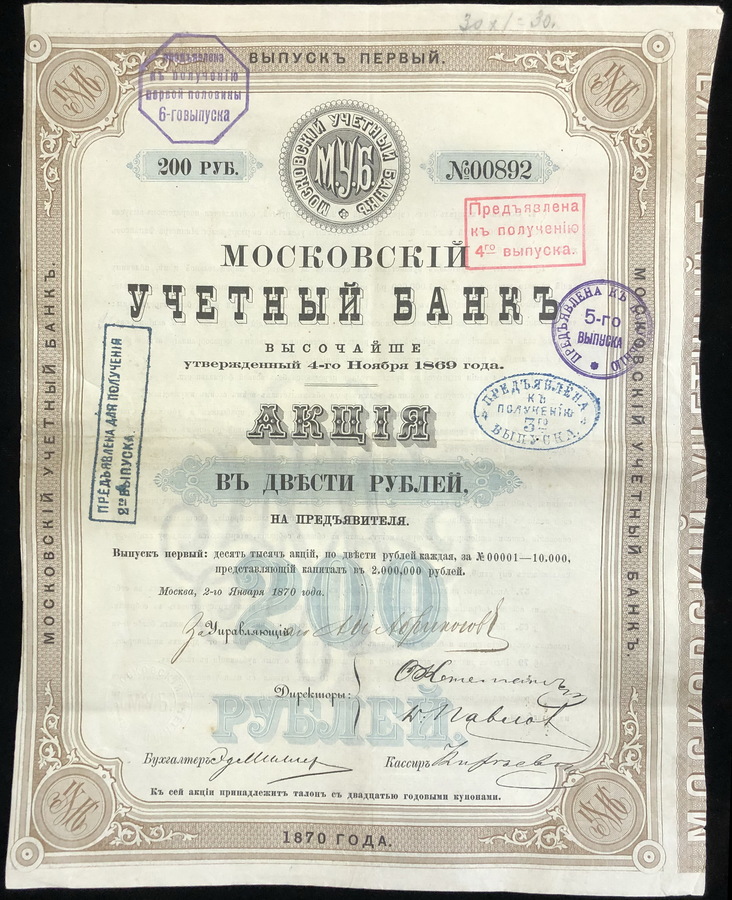 30 XI - 30.
ВЫПУСКЪ ПЕРВЫЙ.
Предъявлена
къ полученію
первой половины
6-говыпуска
МОСКОВСКІЙ УЧЕТНЫЙ БАНКЪ
М.У.Б
200 РУБ.
№00892
Предъявлена
къ полученію
4го выпуска.
МОСКОВСКІЙ
УЧЕТНЫЙ БАНКЪ
ВЫСОЧАЙШЕ
утвержденный 4-го Ноября 1869 года.
ПРЕДЪЯВЛЕНА КЪ ПОЛУЧЕНІЮ
5-го
ВЫПУСКА
ПРЕДЪЯВЛЕНА
КЪ
ПОЛУЧЕНІЮ
3го
ВЫПУСКА.
ПРЕДЪЯВЛЕНА ДЛЯ ПОЛУЧЕНІЯ
2го ВЫПУСКА.
АКЦІЯ
ВЪ ДВѢСТИ РУБЛЕЙ,
НА ПРЕДЪЯВИТЕЛЯ.
Выпускъ первый: десять тысячъ акцій, по двѣсти рублей каждая, за №00001—10.000,
представляющій капиталъ въ 2.000,000 рублей.
Москва, 2-го Января 1870 года.
200
РУБЛЕЙ.
За Управляющій
Директоры:
Д. Павлов
Бухгалтеръ
Кассиръ
Къ сей акціи принадлежитъ талонъ съ двадцатью годовыми купонами.
1870 ГОДА.
МОСКОВСКІЙ УЧЕТНЫЙ БАНКЪ.
МОСКОВСКІЙ УЧЕТНЫЙ БАНКЪ.